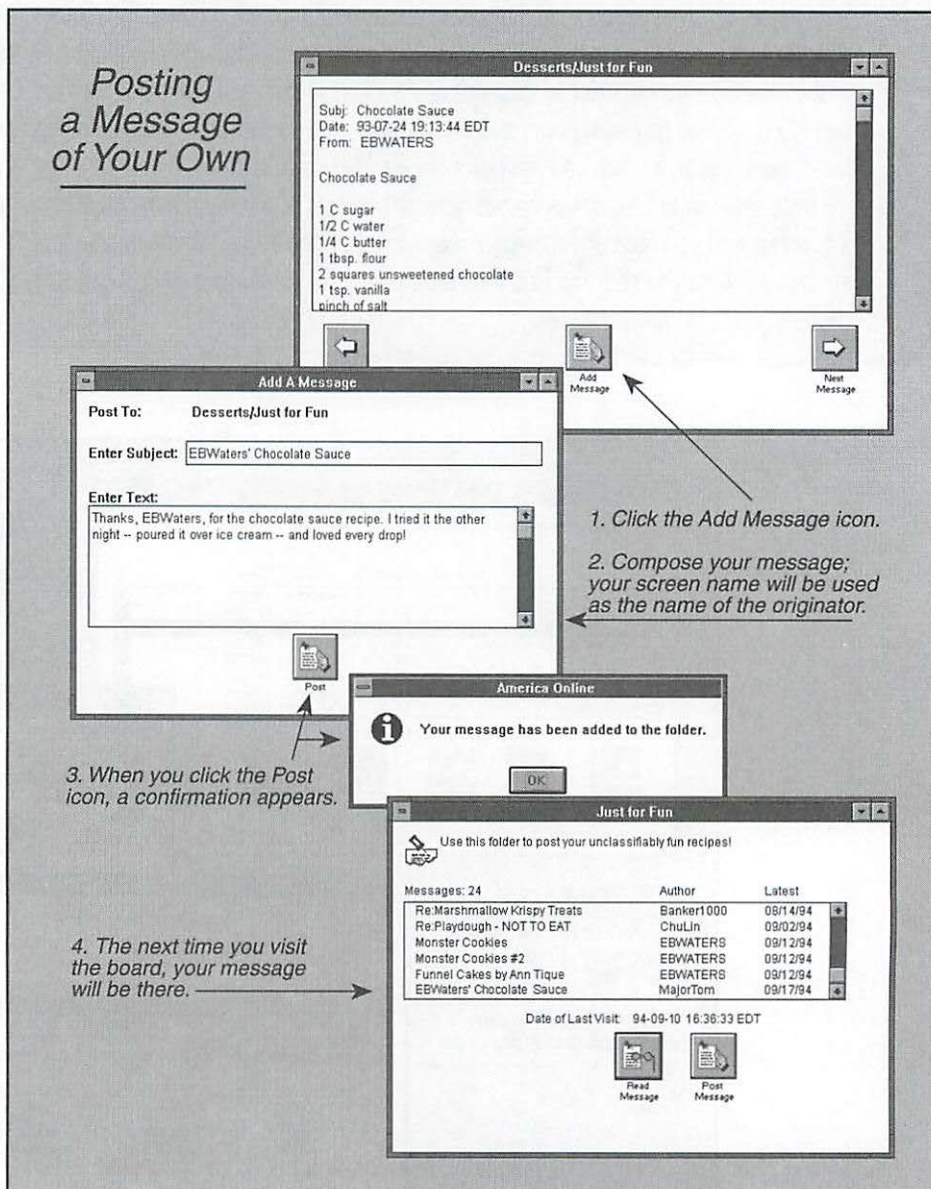 Posting
a Message
of Your Own
Desserts/Just for Fun
Subj: Chocolate Sauce
Date: 93-07-24 19:13:44 EDT
From: EBWATERS
Chocolate Sauce
1 C sugar
1/2 C water
1/4 C butter
1 tbsp. flour
2 squares unsweetened chocolate
1 tsp. vanilla
pinch of salt
Add
Message
Next
Message
1. Click the Add Message icon.
Add A Message
Post To: Desserts/Just for Fun
Enter Subject: EBWaters' Chocolate Sauce
Enter Text:
Thanks, EBWaters, for the chocolate sauce recipe. I tried it the other
night -- poured it over ice cream -- and loved every drop!
Post
2. Compose your message;
your screen name will be used
as the name of the originator.
America Online
Your message has been added to the folder.
OK
3. When you click the Post
icon, a confirmation appears.
Just for Fun
Use this folder to post your unclassifiably fun recipes!
Messages: 24 Author Latest
Re:Marshmallow Krispy Treats Banker1000 08/14/94
Re:Playdough - NOT TO EAT ChuLin 09/02/94
Monster Cookies EBWATERS 09/12/94
Monster Cookies #2 EBWATERS 09/12/94
Funnel Cakes by Ann Tique EBWATERS 09/12/94
EBWaters' Chocolate Sauce MajorTom 09/17/94
Date of Last Visit: 94-09-10 16:36:33 EDT
Read
Message
Post
Message
4. The next time you visit
the board, your message
will be there.